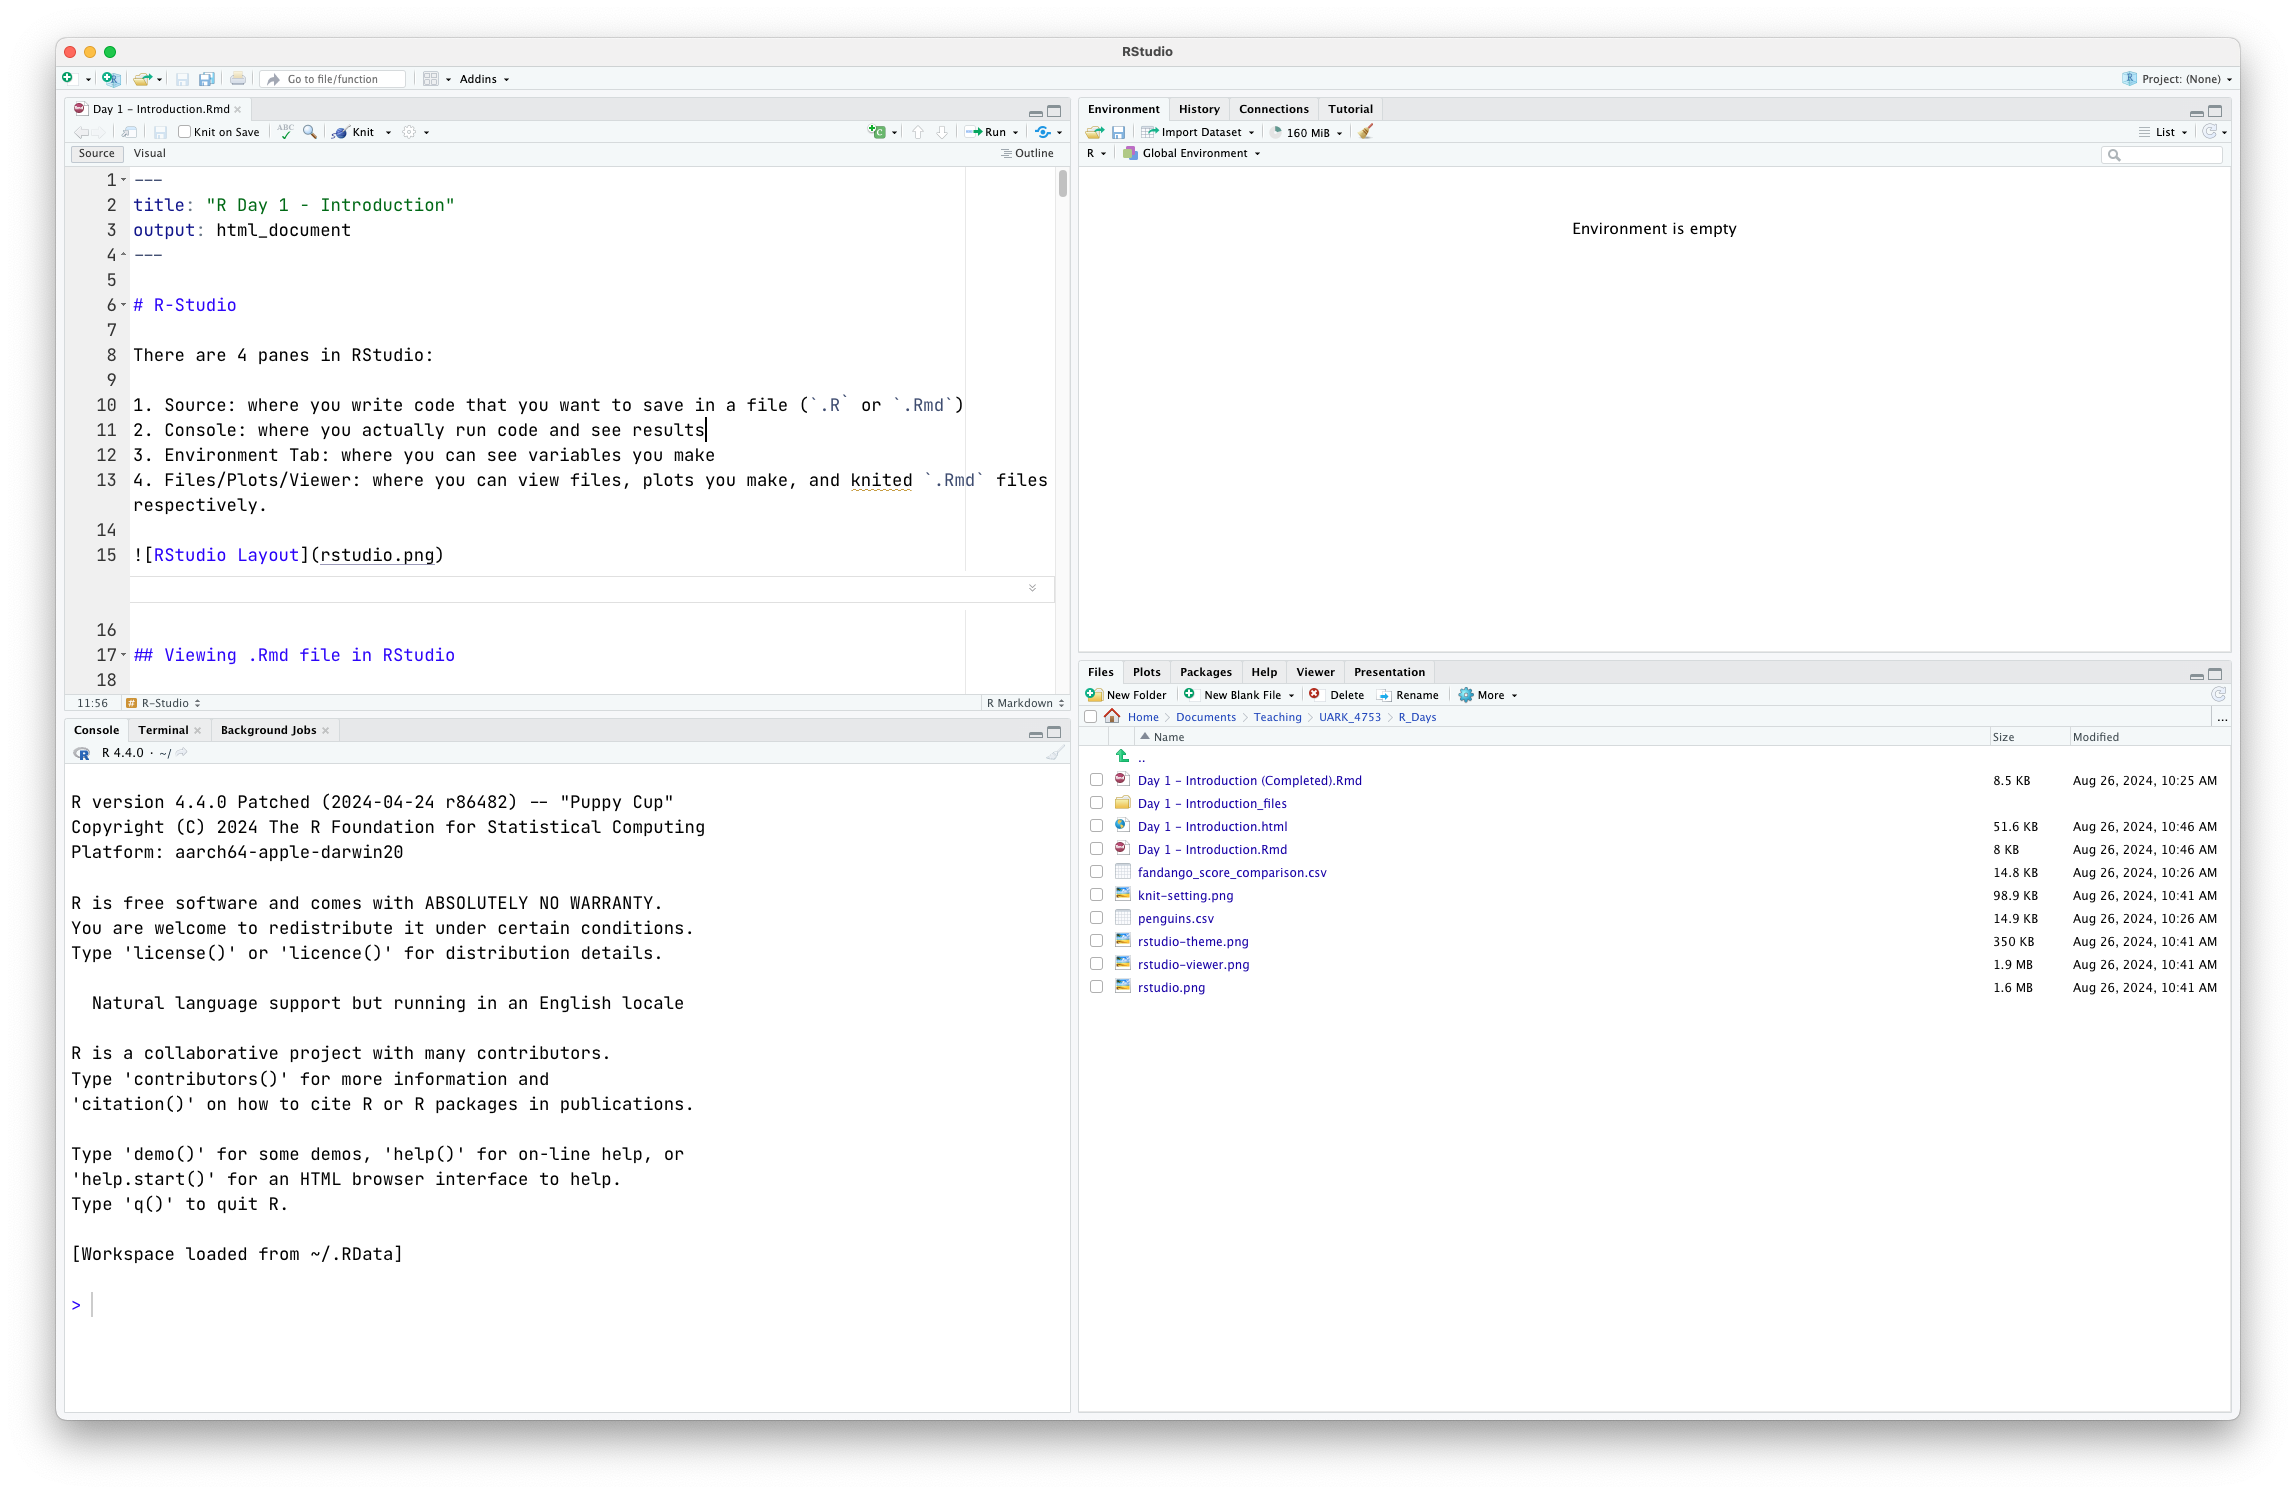 RStudio
Go to file/function
Addins
Project: (None)
Day 1 – Introduction.Rmd
Knit on Save
ABC
Knit
Run
Source
Visual
Outline
1 ---
2 title: "R Day 1 - Introduction"
3 output: html_document
4 ---
5
6 # R-Studio
7
8 There are 4 panes in RStudio:
9
10 1. Source: where you write code that you want to save in a file (`.R` or `.Rmd`)
11 2. Console: where you actually run code and see results
12 3. Environment Tab: where you can see variables you make
13 4. Files/Plots/Viewer: where you can view files, plots you make, and knited `.Rmd` files
respectively.
14
15 ![RStudio Layout](rstudio.png)
16
17 ## Viewing .Rmd file in RStudio
18
11:56
# R-Studio
R Markdown
Console
Terminal
Background Jobs
R 4.4.0 · ~/
R version 4.4.0 Patched (2024-04-24 r86482) -- "Puppy Cup"
Copyright (C) 2024 The R Foundation for Statistical Computing
Platform: aarch64-apple-darwin20
R is free software and comes with ABSOLUTELY NO WARRANTY.
You are welcome to redistribute it under certain conditions.
Type 'license()' or 'licence()' for distribution details.
Natural language support but running in an English locale
R is a collaborative project with many contributors.
Type 'contributors()' for more information and
'citation()' on how to cite R or R packages in publications.
Type 'demo()' for some demos, 'help()' for on-line help, or
'help.start()' for an HTML browser interface to help.
Type 'q()' to quit R.
[Workspace loaded from ~/.RData]
>
Environment
History
Connections
Tutorial
Import Dataset
160 MiB
List
R
Global Environment
Environment is empty
Files
Plots
Packages
Help
Viewer
Presentation
New Folder
New Blank File
Delete
Rename
More
Home
Documents
Teaching
UARK_4753
R_Days
...
Name Size Modified
..
Day 1 – Introduction (Completed).Rmd 8.5 KB Aug 26, 2024, 10:25 AM
Day 1 – Introduction_files
Day 1 – Introduction.html 51.6 KB Aug 26, 2024, 10:46 AM
Day 1 – Introduction.Rmd 8 KB Aug 26, 2024, 10:46 AM
fandango_score_comparison.csv 14.8 KB Aug 26, 2024, 10:26 AM
knit-setting.png 98.9 KB Aug 26, 2024, 10:41 AM
penguins.csv 14.9 KB Aug 26, 2024, 10:26 AM
rstudio-theme.png 350 KB Aug 26, 2024, 10:41 AM
rstudio-viewer.png 1.9 MB Aug 26, 2024, 10:41 AM
rstudio.png 1.6 MB Aug 26, 2024, 10:41 AM